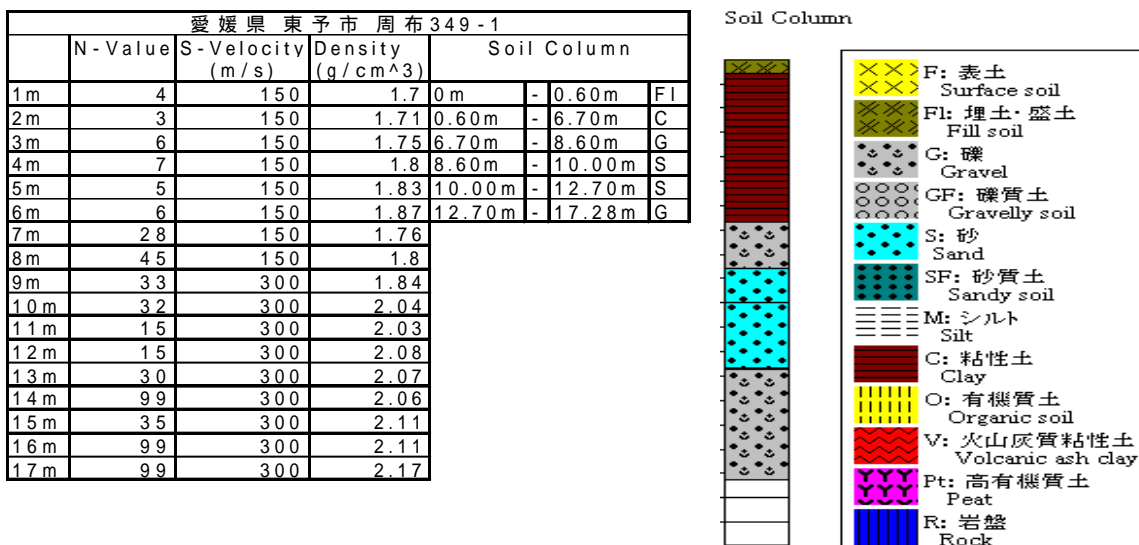 愛媛県 東予市 周布349-1
N-Value S-Velocity (m/s) Density (g/cm^3) Soil Column
1m 4 150 1.7 0m - 0.60m Fl
2m 3 150 1.71 0.60m - 6.70m C
3m 6 150 1.75 6.70m - 8.60m G
4m 7 150 1.8 8.60m - 10.00m S
5m 5 150 1.83 10.00m - 12.70m S
6m 6 150 1.87 12.70m - 17.28m G
7m 28 150 1.76
8m 45 150 1.8
9m 33 300 1.84
10m 32 300 2.04
11m 15 300 2.03
12m 15 300 2.08
13m 30 300 2.07
14m 99 300 2.06
15m 35 300 2.11
16m 99 300 2.11
17m 99 300 2.17
Soil Column
F: 表土
Surface soil
Fl: 埋土・盛土
Fill soil
G: 礫
Gravel
GF: 礫質土
Gravelly soil
S: 砂
Sand
SF: 砂質土
Sandy soil
M: シルト
Silt
C: 粘性土
Clay
O: 有機質土
Organic soil
V: 火山灰質粘性土
Volcanic ash clay
Pt: 高有機質土
Peat
R: 岩盤
Rock